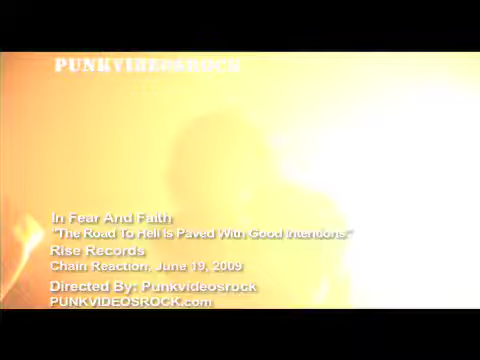 PUNKVIDEOSROCK
In Fear And Faith
"The Road To Hell Is Paved With Good Intentions"
Rise Records
Chain Reaction, June 19, 2009
Directed By: Punkvideosrock
PUNKVIDEOSROCK.com